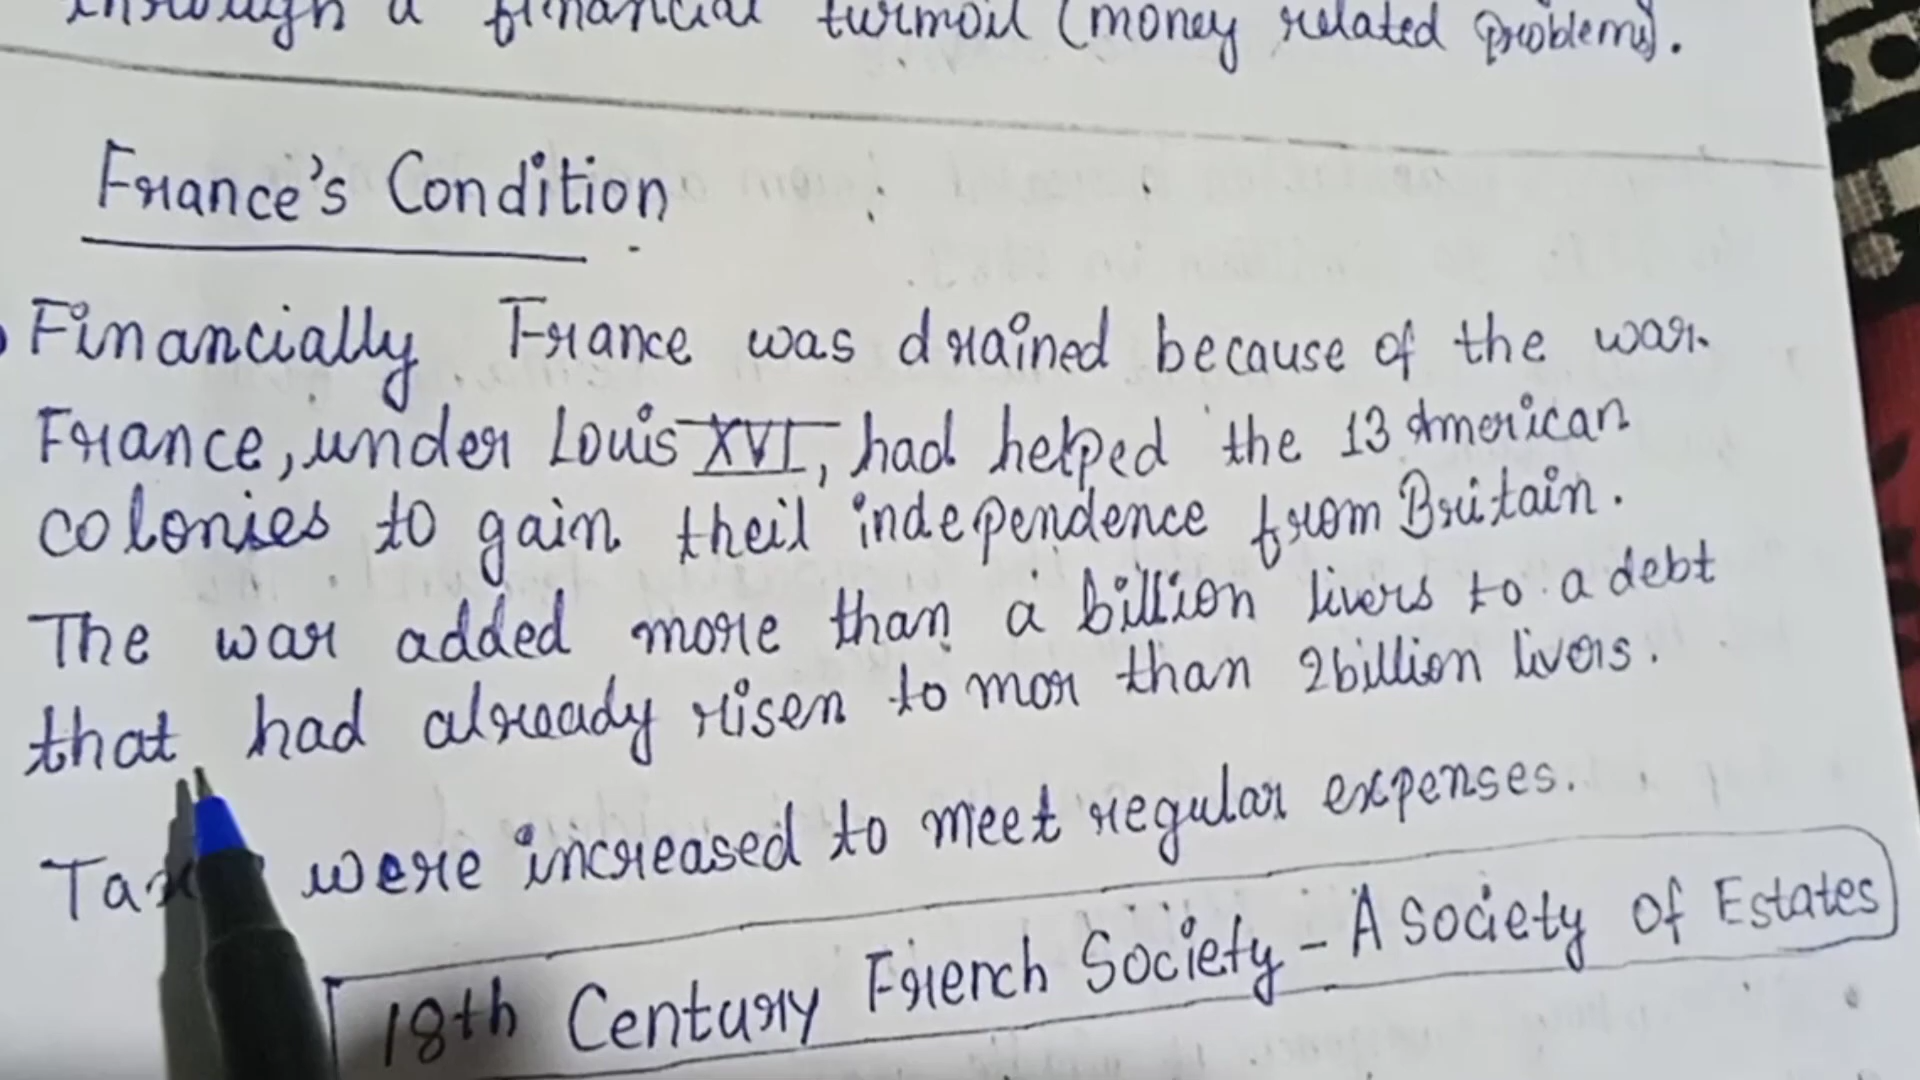 through a financial turmoil (money related problems).
France's Condition
Financially France was drained because of the war.
France, under Louis XVI, had helped the 13 American
colonies to gain theil independence from Britain.
The war added more than a billion livers to a debt
that had already risen to mor than 2billion livers.
Taxes were increased to meet regular expenses.
18th Century French Society - A Society of Estates